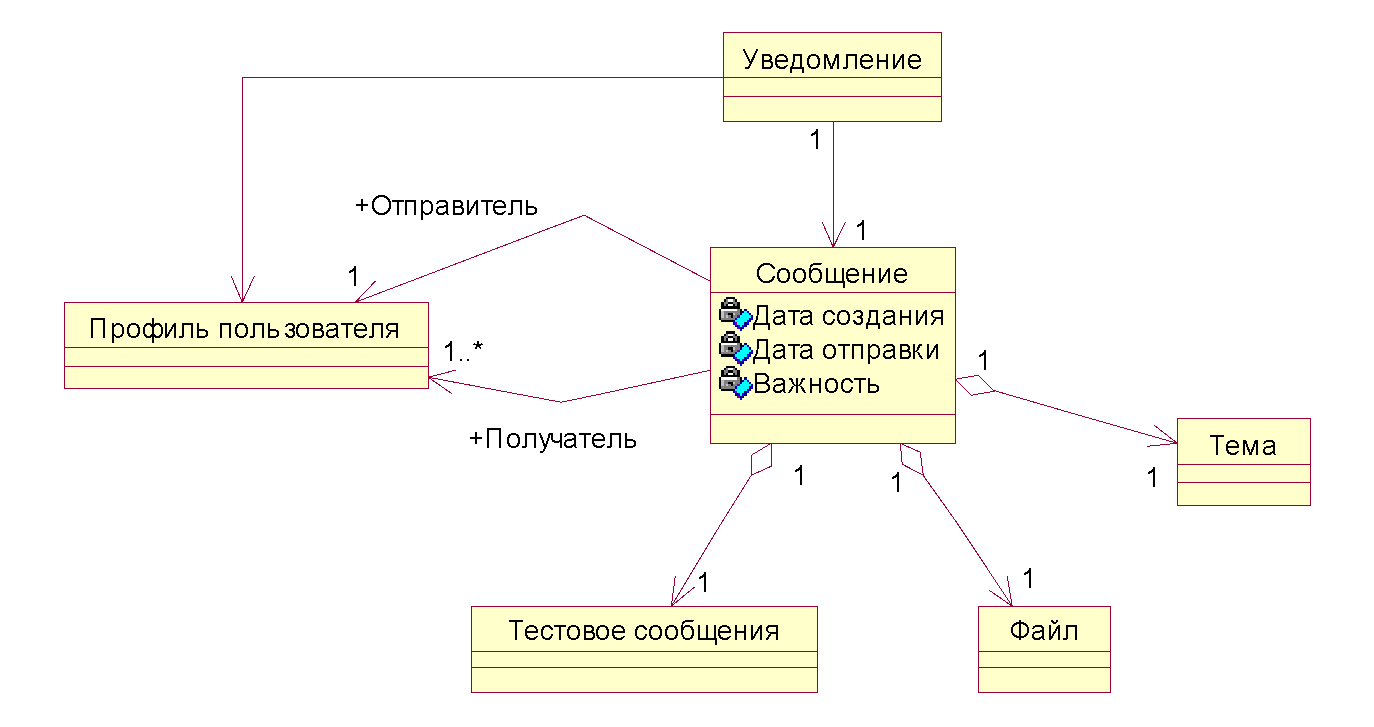 Уведомление
1
+Отправитель
1
1
Сообщение
Дата создания
Дата отправки
Важность
Профиль пользователя
1..*
1
+Получатель
Тема
1
1
1
1
1
Тестовое сообщения
Файл